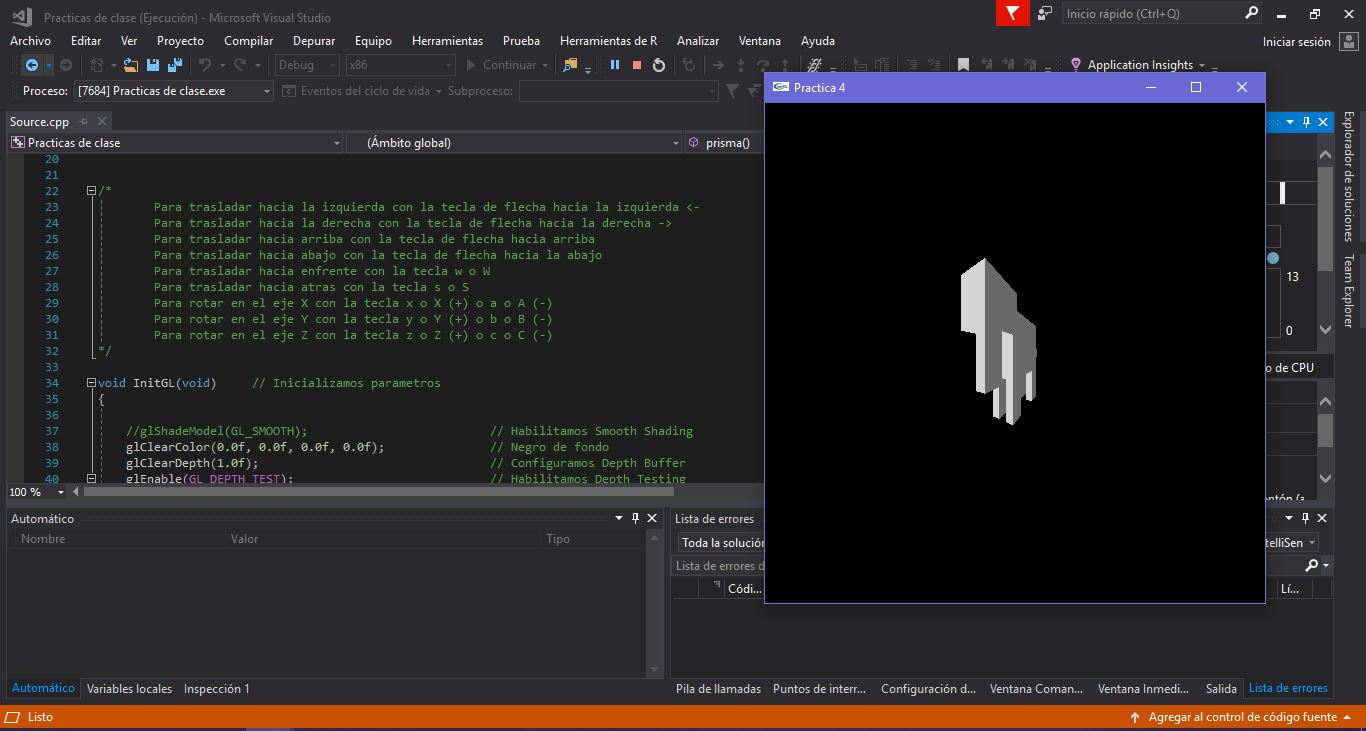 Practicas de clase (Ejecución) - Microsoft Visual Studio
Inicio rápido (Ctrl+Q)
Archivo Editar Ver Proyecto Compilar Depurar Equipo Herramientas Prueba Herramientas de R Analizar Ventana Ayuda
Iniciar sesión
Debug x86 Continuar Application Insights
Proceso: [7684] Practicas de clase.exe Eventos del ciclo de vida Subproceso:
Practica 4
Source.cpp
Practicas de clase (Ámbito global) prisma()
20
21
22 /*
23 Para trasladar hacia la izquierda con la tecla de flecha hacia la izquierda <-
24 Para trasladar hacia la derecha con la tecla de flecha hacia la derecha ->
25 Para trasladar hacia arriba con la tecla de flecha hacia arriba
26 Para trasladar hacia abajo con la tecla de flecha hacia la abajo
27 Para trasladar hacia enfrente con la tecla w o W
28 Para trasladar hacia atras con la tecla s o S
29 Para rotar en el eje X con la tecla x o X (+) o a o A (-)
30 Para rotar en el eje Y con la tecla y o Y (+) o b o B (-)
31 Para rotar en el eje Z con la tecla z o Z (+) o c o C (-)
32 */
33
34 void InitGL(void) // Inicializamos parametros
35 {
36
37 //glShadeModel(GL_SMOOTH); // Habilitamos Smooth Shading
38 glClearColor(0.0f, 0.0f, 0.0f, 0.0f); // Negro de fondo
39 glClearDepth(1.0f); // Configuramos Depth Buffer
40 glEnable(GL_DEPTH_TEST); // Habilitamos Depth Testing
100 %
Explorador de soluciones
Team Explorer
13
0
o de CPU
Automático
Nombre Valor Tipo
Lista de errores
Toda la solución
telliSen
Lista de errores d
Códi... Lí...
Automático Variables locales Inspección 1
Pila de llamadas Puntos de interr... Configuración d... Ventana Coman... Ventana Inmedi... Salida Lista de errores
Listo
Agregar al control de código fuente